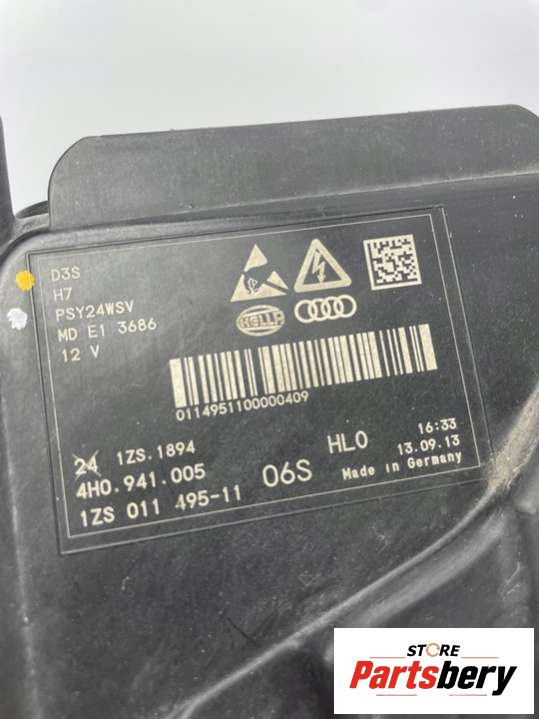 D3S
H7
PSY24WSV
MD E1 3686
12 V
HELLA
0114951100000409
24 1ZS.1894
4H0.941.005 06S HL0
1ZS 011 495-11
16:33
13.09.13
Made in Germany
STORE
Partsbery